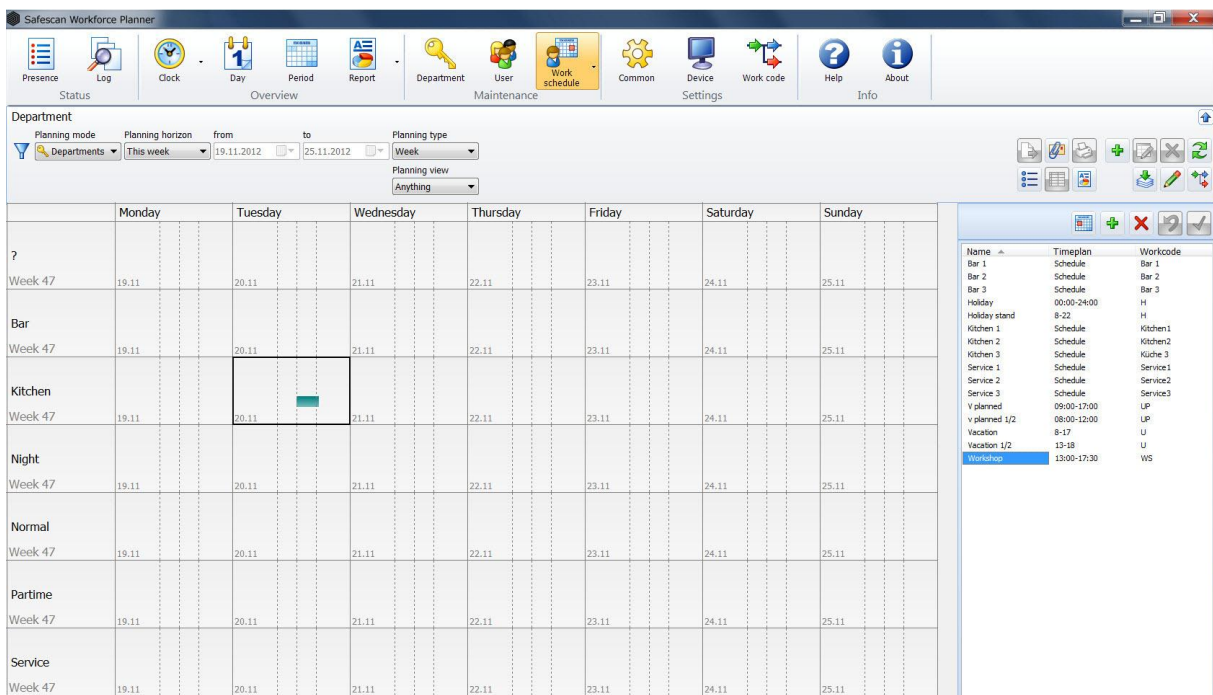 Safescan Workforce Planner
Presence Log Clock Day Period Report Department User Work schedule Common Device Work code Help About
Status Overview Maintenance Settings Info
Department
Planning mode Planning horizon from to Planning type
Departments This week 19.11.2012 25.11.2012 Week
Planning view
Anything
Monday Tuesday Wednesday Thursday Friday Saturday Sunday
?
Week 47 19.11 20.11 21.11 22.11 23.11 24.11 25.11
Bar
Week 47 19.11 20.11 21.11 22.11 23.11 24.11 25.11
Kitchen
Week 47 19.11 20.11 21.11 22.11 23.11 24.11 25.11
Night
Week 47 19.11 20.11 21.11 22.11 23.11 24.11 25.11
Normal
Week 47 19.11 20.11 21.11 22.11 23.11 24.11 25.11
Partime
Week 47 19.11 20.11 21.11 22.11 23.11 24.11 25.11
Service
Week 47 19.11 20.11 21.11 22.11 23.11 24.11 25.11
Name Timeplan Workcode
Bar 1 Schedule Bar 1
Bar 2 Schedule Bar 2
Bar 3 Schedule Bar 3
Holiday 00:00-24:00 H
Holiday stand 8-22 H
Kitchen 1 Schedule Kitchen1
Kitchen 2 Schedule Kitchen2
Kitchen 3 Schedule Küche 3
Service 1 Schedule Service1
Service 2 Schedule Service2
Service 3 Schedule Service3
V planned 09:00-17:00 UP
v planned 1/2 08:00-12:00 UP
Vacation 8-17 U
Vacation 1/2 13-18 U
Workshop 13:00-17:30 WS